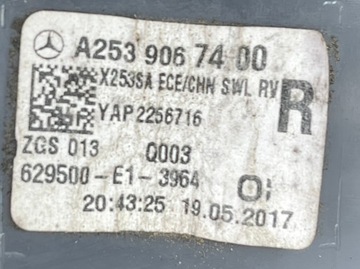 A253 906 74 00
X253SA ECE/CHN SWL RV
R
YAP 2256716
ZGS 013 Q003
629500-E1-3964
20:43:25 19.05.2017